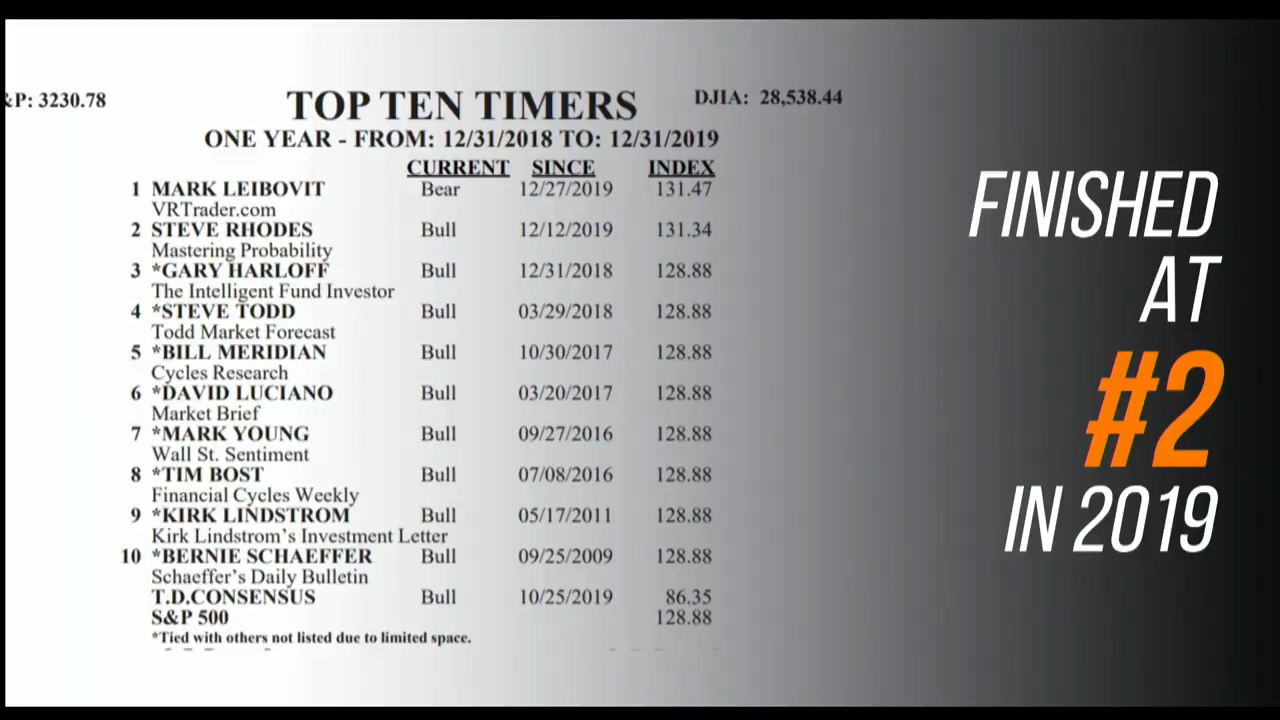 &P: 3230.78
TOP TEN TIMERS
DJIA: 28,538.44
ONE YEAR - FROM: 12/31/2018 TO: 12/31/2019
CURRENT SINCE INDEX
1 MARK LEIBOVIT Bear 12/27/2019 131.47
VRTrader.com
2 STEVE RHODES Bull 12/12/2019 131.34
Mastering Probability
3 *GARY HARLOFF Bull 12/31/2018 128.88
The Intelligent Fund Investor
4 *STEVE TODD Bull 03/29/2018 128.88
Todd Market Forecast
5 *BILL MERIDIAN Bull 10/30/2017 128.88
Cycles Research
6 *DAVID LUCIANO Bull 03/20/2017 128.88
Market Brief
7 *MARK YOUNG Bull 09/27/2016 128.88
Wall St. Sentiment
8 *TIM BOST Bull 07/08/2016 128.88
Financial Cycles Weekly
9 *KIRK LINDSTROM Bull 05/17/2011 128.88
Kirk Lindstrom's Investment Letter
10 *BERNIE SCHAEFFER Bull 09/25/2009 128.88
Schaeffer's Daily Bulletin
T.D.CONSENSUS Bull 10/25/2019 86.35
S&P 500 128.88
*Tied with others not listed due to limited space.
FINISHED
AT
#2
IN 2019